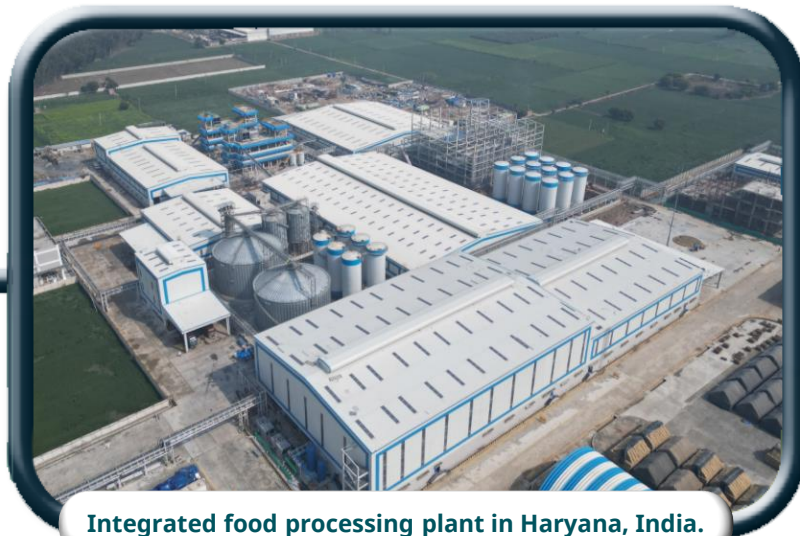 Integrated food processing plant in Haryana, India.